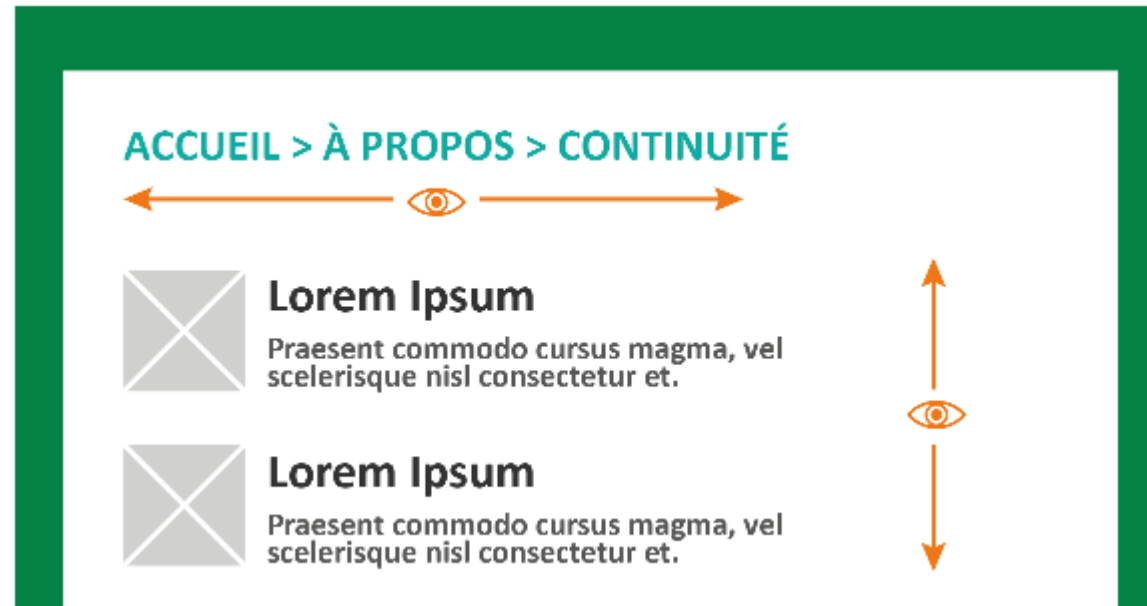 ACCUEIL > À PROPOS > CONTINUITÉ
Lorem Ipsum
Praesent commodo cursus magma, vel
scelerisque nisl consectetur et.
Lorem Ipsum
Praesent commodo cursus magma, vel
scelerisque nisl consectetur et.